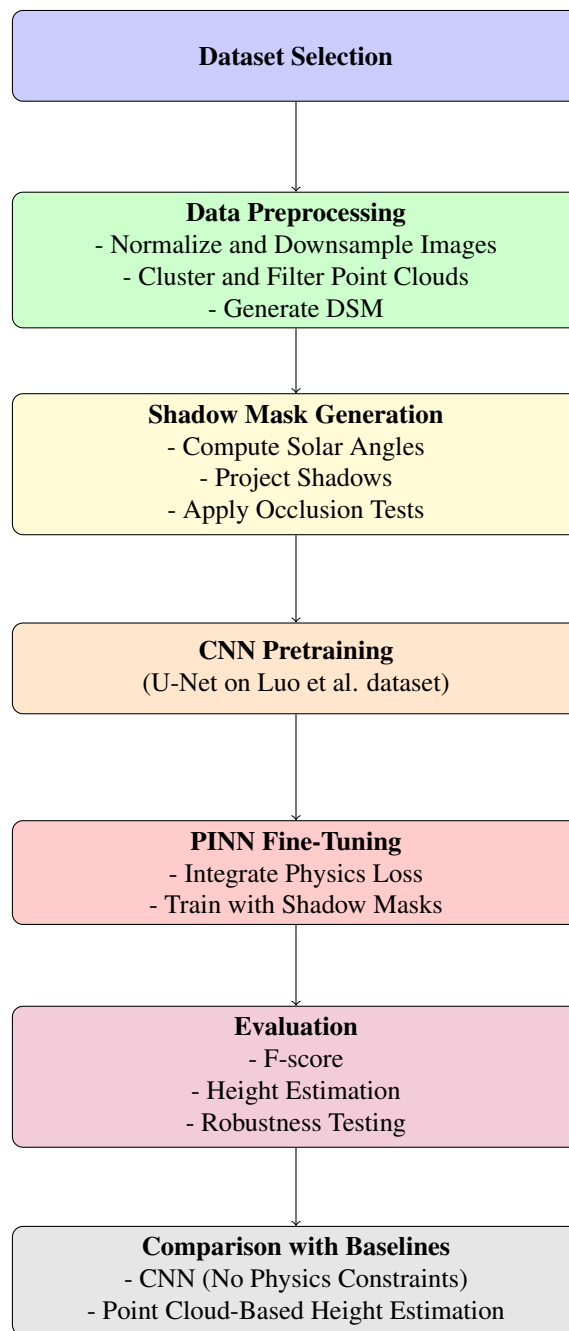 Dataset Selection
Data Preprocessing
- Normalize and Downsample Images
- Cluster and Filter Point Clouds
- Generate DSM
Shadow Mask Generation
- Compute Solar Angles
- Project Shadows
- Apply Occlusion Tests
CNN Pretraining
(U-Net on Luo et al. dataset)
PINN Fine-Tuning
- Integrate Physics Loss
- Train with Shadow Masks
Evaluation
- F-score
- Height Estimation
- Robustness Testing
Comparison with Baselines
- CNN (No Physics Constraints)
- Point Cloud-Based Height Estimation